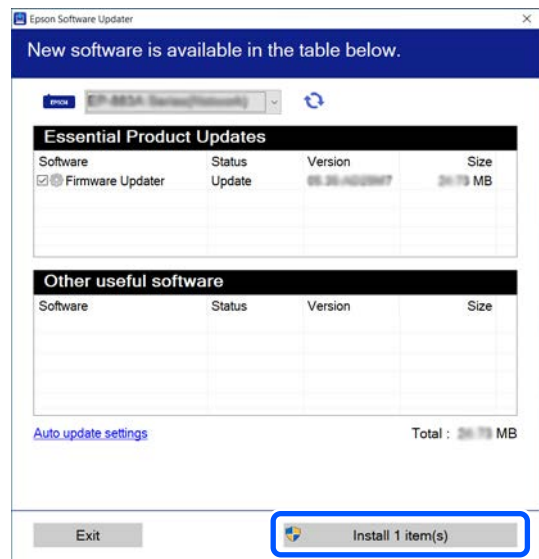 Epson Software Updater
New software is available in the table below.
EPSON
Essential Product Updates
Software Status Version Size
Firmware Updater Update MB
Other useful software
Software Status Version Size
Auto update settings Total : MB
Exit Install 1 item(s)